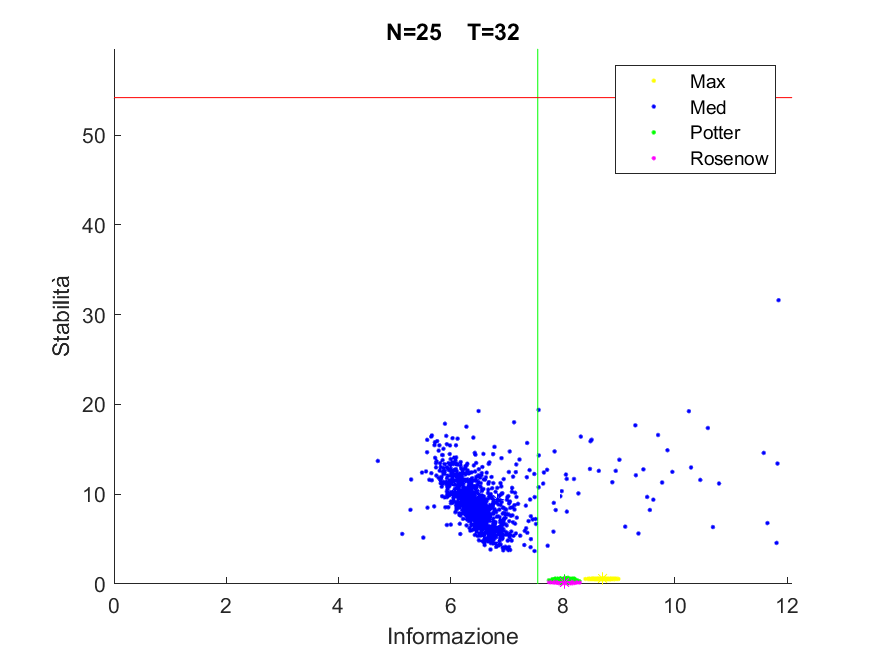 N=25 T=32
Max
Med
Potter
Rosenow
50
40
30
20
10
0
Stabilità
0 2 4 6 8 10 12
Informazione